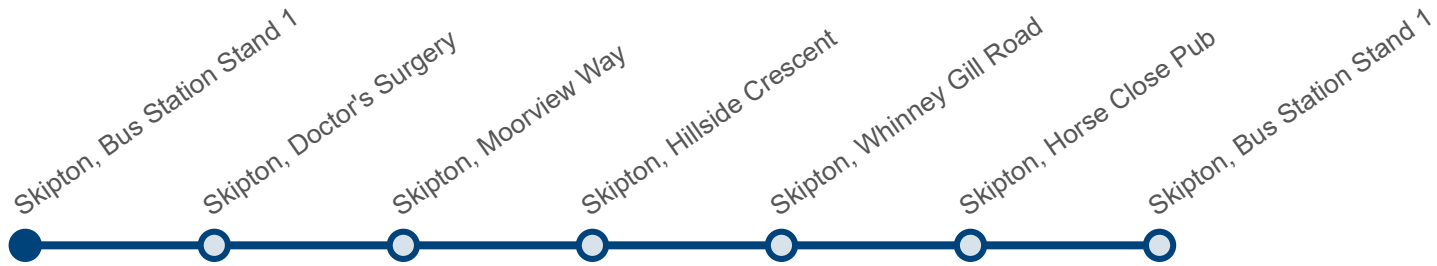 Skipton, Bus Station Stand 1
Skipton, Doctor's Surgery
Skipton, Moorview Way
Skipton, Hillside Crescent
Skipton, Whinney Gill Road
Skipton, Horse Close Pub
Skipton, Bus Station Stand 1